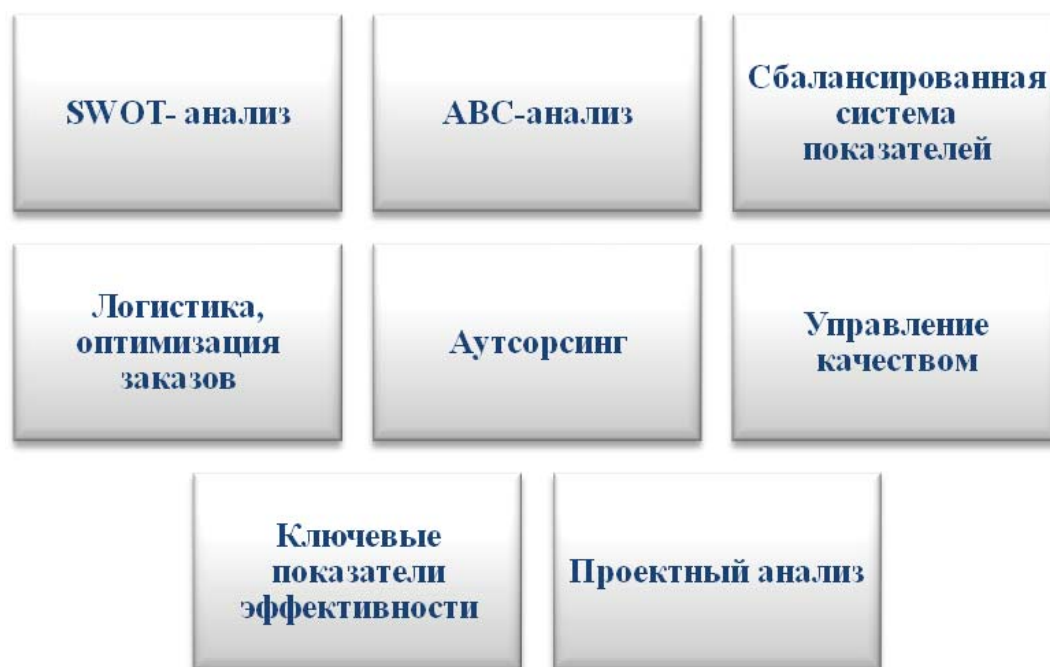 SWOT- анализ
ABC-анализ
Сбалансированная
система
показателей
Логистика,
оптимизация
заказов
Аутсорсинг
Управление
качеством
Ключевые
показатели
эффективности
Проектный анализ